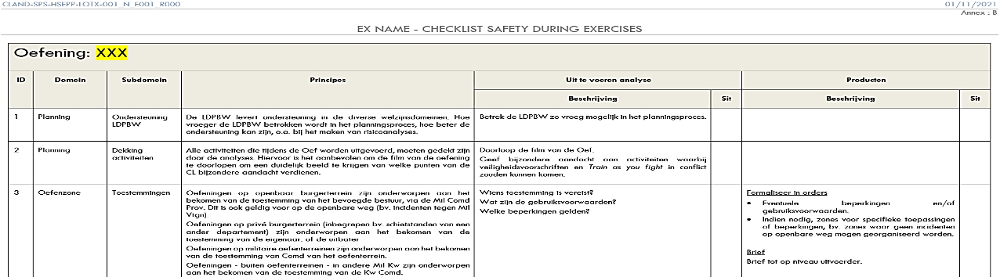 CLAND-SPS-HSEPP-LOTX-001_N_F001_R000
01/11/2021
Annex : B
EX NAME - CHECKLIST SAFETY DURING EXERCISES
Oefening: XXX
ID Domein Subdomein Principes Uit te voeren analyse Producten
Beschrijving Sit Beschrijving Sit
1 Planning Ondersteuning LDPBW
De LDPBW levert ondersteuning in de diverse welzijnsdomeinen. Hoe
vroeger de LDPBW betrokken wordt in het planningsproces, hoe beter de
ondersteuning kan zijn, o.a. bij het maken van risicoanalyses.
Betrek de LDPBW zo vroeg mogelijk in het planningsproces.
2 Planning Dekking activiteiten
Alle activiteiten die tijdens de Oef worden uitgevoerd, moeten gedekt zijn
door de analyses. Hiervoor is het aanbevolen om de film van de oefening
te doorlopen om een duidelijk beeld te krijgen van welke punten van de
CL bijzondere aandacht verdienen.
Doorloop de film van de Oef.
Geef bijzondere aandacht aan activiteiten waarbij
veiligheidsvoorschriften en Train as you fight in conflict
zouden kunnen komen.
3 Oefenzone Toestemmingen
Oefeningen op openbaar burgerterrein zijn onderworpen aan het
bekomen van de toestemming van het bevoegde bestuur, via de Mil Comd
Prov. Dit is ook geldig voor op de openbare weg (bv. incidenten tegen Mil
Vign)
Oefeningen op privé burgerterrein (inbegrepen bv. schietstanden van een
ander departement) zijn onderworpen aan het bekomen van de
toestemming van de eigenaar, of de uitbater
Oefeningen op militaire oefenterreinen zijn onderworpen aan het bekomen
van de toestemming van Comd van het oefenterrein.
Oefeningen - buiten oefenterreinen - in andere Mil Kw zijn onderworpen
aan het bekomen van de toestemming van de Kw Comd.
Wiens toestemming is vereist?
Wat zijn de gebruiksvoorwaarden?
Welke beperkingen gelden?
Formaliseer in orders
• Eventuele beperkingen en/of
gebruiksvoorwaarden.
• Indien nodig, zones voor specifieke toepassingen
of beperkingen, bv. zones waar geen incidenten
op openbare weg mogen georganiseerd worden.
Brief
Brief tot op niveau uitvoerder.